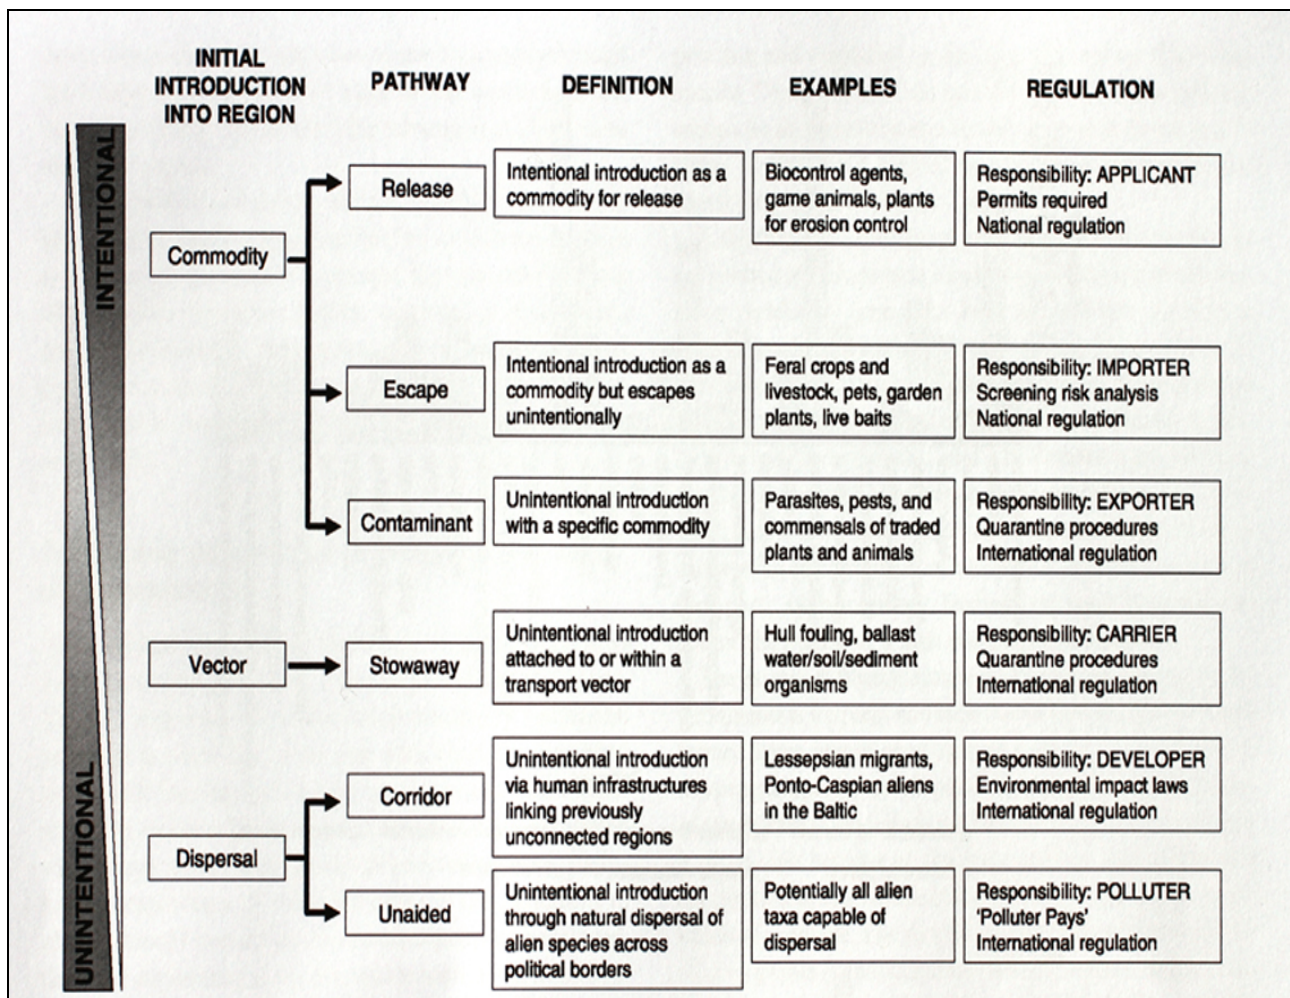 INITIAL
INTRODUCTION
INTO REGION
PATHWAY
DEFINITION
EXAMPLES
REGULATION
INTENTIONAL
UNINTENTIONAL
Commodity
Release
Intentional introduction as a
commodity for release
Biocontrol agents,
game animals, plants
for erosion control
Responsibility: APPLICANT
Permits required
National regulation
Escape
Intentional introduction as a
commodity but escapes
unintentionally
Feral crops and
livestock, pets, garden
plants, live baits
Responsibility: IMPORTER
Screening risk analysis
National regulation
Contaminant
Unintentional introduction
with a specific commodity
Parasites, pests, and
commensals of traded
plants and animals
Responsibility: EXPORTER
Quarantine procedures
International regulation
Vector
Stowaway
Unintentional introduction
attached to or within a
transport vector
Hull fouling, ballast
water/soil/sediment
organisms
Responsibility: CARRIER
Quarantine procedures
International regulation
Dispersal
Corridor
Unintentional introduction
via human infrastructures
linking previously
unconnected regions
Lessepsian migrants,
Ponto-Caspian aliens
in the Baltic
Responsibility: DEVELOPER
Environmental impact laws
International regulation
Unaided
Unintentional introduction
through natural dispersal of
alien species across
political borders
Potentially all alien
taxa capable of
dispersal
Responsibility: POLLUTER
'Polluter Pays'
International regulation